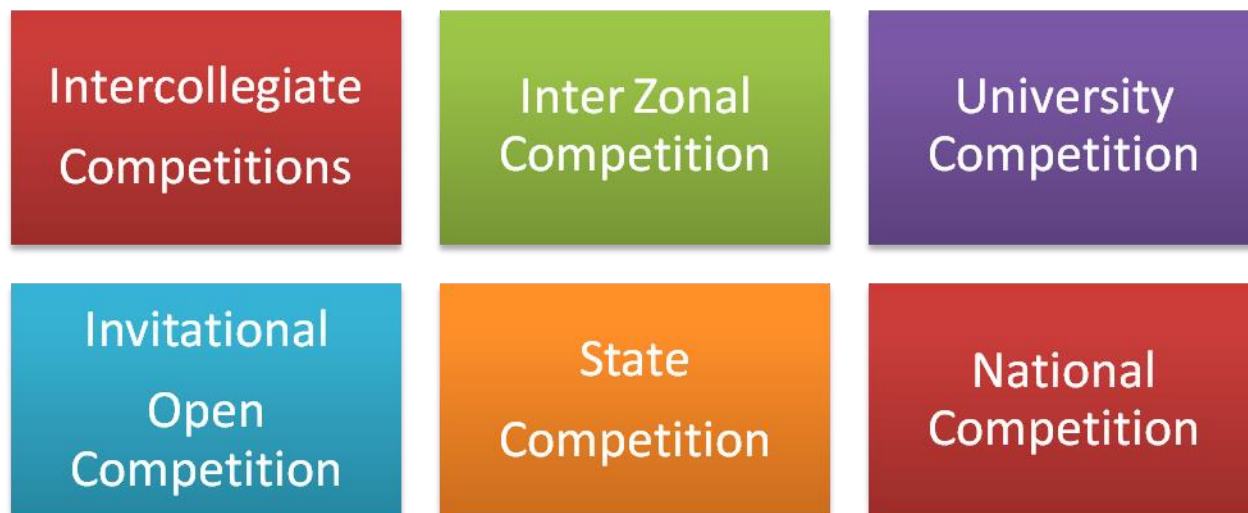 Intercollegiate
Competitions
Inter Zonal
Competition
University
Competition
Invitational
Open
Competition
State
Competition
National
Competition